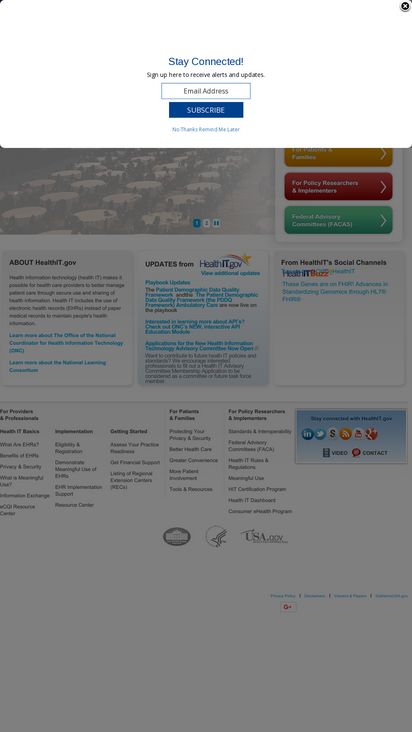 Stay Connected!
Sign up here to receive alerts and updates.
Email Address
SUBSCRIBE
No Thanks Remind Me Later
For Patients &
Families
For Policy Researchers
& Implementers
Federal Advisory
Committees (FACAS)
1 2
ABOUT HealthIT.gov
Health information technology (health IT) makes it
possible for health care providers to better manage
patient care through secure use and sharing of
health information. Health IT includes the use of
electronic health records (EHRs) instead of paper
medical records to maintain people's health
information.
Learn more about The Office of the National
Coordinator for Health Information Technology
(ONC)
Learn more about the National Learning
Consortium
UPDATES from HealthIT.gov
View additional updates
Playbook Updates
The Patient Demographic Data Quality
Framework and the The Patient Demographic
Data Quality Framework (the PDDQ
Framework) Ambulatory Care are now live on
the playbook
Interested in learning more about API's?
Check out ONC'S NEW, interactive API
Education Module
Applications for the New Health Information
Technology Advisory Committee Now Open
Want to contribute to future health IT policies and
standards? We encourage interested
professionals to fill out a Health IT Advisory
Committee Membership Application to be
considered as a committee or future task force
member
From HealthIT's Social Channels
HealthITBuzz
These Genes are on FHIR! Advances in
Standardizing Genomics through HL7®
FHIR®
For Providers
& Professionals
Health IT Basics
What Are EHRs?
Benefits of EHRs
Privacy & Security
What is Meaningful
Use?
Information Exchange
eCQI Resource
Center
Implementation
Eligibility &
Registration
Demonstrate
Meaningful Use of
EHRs
EHR Implementation
Support
Resource Center
Getting Started
Assess Your Practice
Readiness
Get Financial Support
Listing of Regional
Extension Centers
(RECs)
For Patients
& Families
Protecting Your
Privacy & Security
Better Health Care
Greater Convenience
More Patient
Involvement
Tools & Resources
For Policy Researchers
& Implementers
Standards & Interoperability
Federal Advisory
Committees (FACA)
Health IT Rules &
Regulations
Meaningful Use
HIT Certification Program
Health IT Dashboard
Consumer eHealth Program
Stay connected with HealthIT.gov
VIDEO CONTACT
USA.gov
Privacy Policy | Disclaimers | Viewers & Players | GobiernoUSA.gov
G+